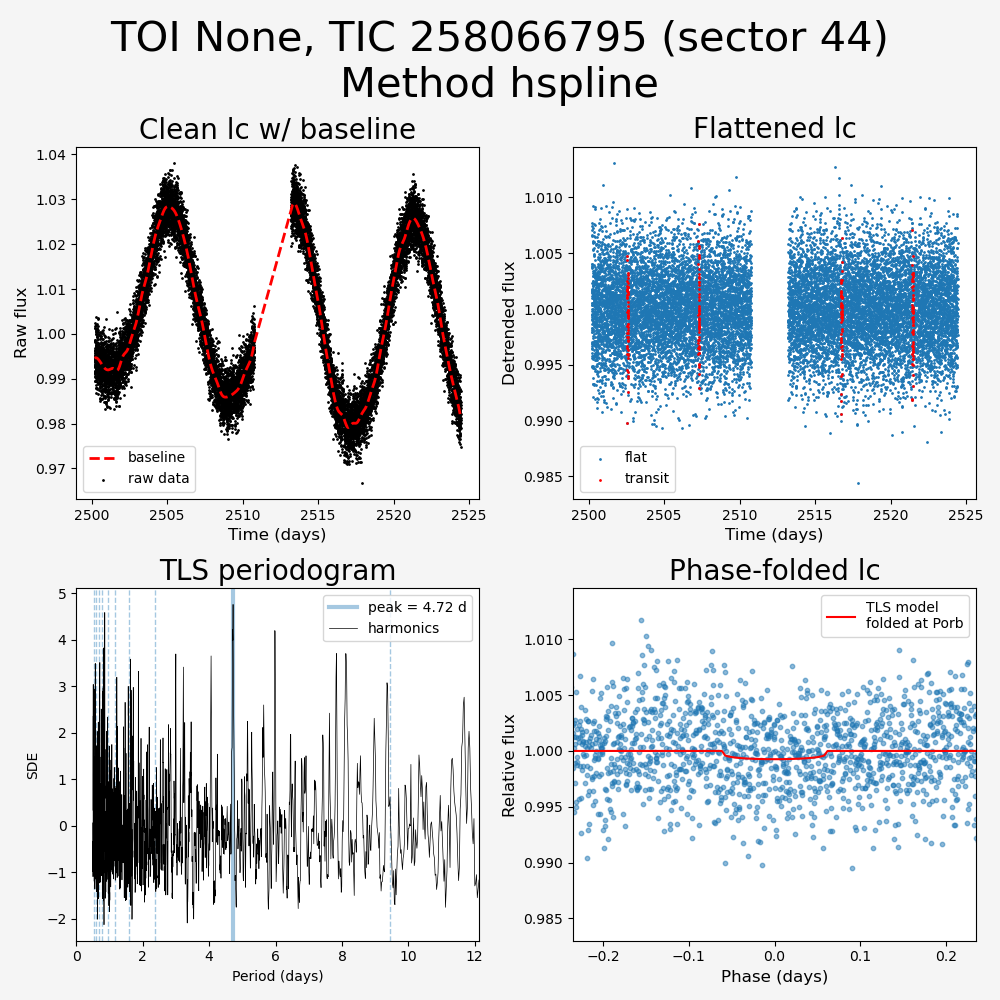 TOI None, TIC 258066795 (sector 44)
Method hspline
Clean lc w/ baseline
Flattened lc
1.04
1.03
1.02
1.01
1.00
0.99
0.98
0.97
Raw flux
baseline
raw data
2500
2505
2510
2515
2520
2525
Time (days)
1.010
1.005
1.000
0.995
0.990
0.985
Detrended flux
flat
transit
2500
2505
2510
2515
2520
2525
Time (days)
TLS periodogram
Phase-folded lc
5
4
3
2
1
0
−1
−2
SDE
peak = 4.72 d
harmonics
0
2
4
6
8
10
12
Period (days)
1.010
1.005
1.000
0.995
0.990
0.985
Relative flux
TLS model
folded at Porb
−0.2
−0.1
0.0
0.1
0.2
Phase (days)